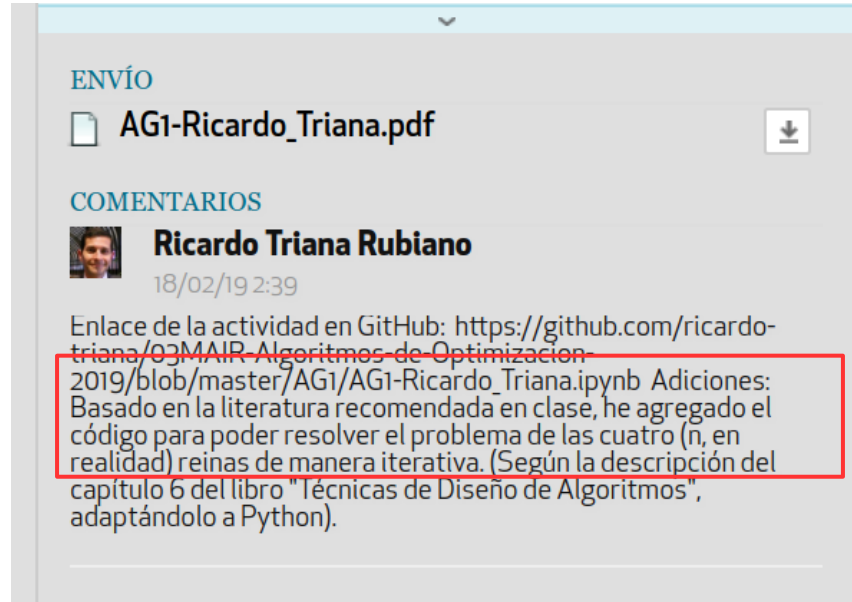 ENVÍO
AG1-Ricardo_Triana.pdf
COMENTARIOS
Ricardo Triana Rubiano
18/02/19 2:39
Enlace de la actividad en GitHub: https://github.com/ricardo-
triana/03MAIR-Algoritmos-de-Optimizacion-
2019/blob/master/AG1/AG1-Ricardo_Triana.ipynb Adiciones:
Basado en la literatura recomendada en clase, he agregado el
código para poder resolver el problema de las cuatro (n, en
realidad) reinas de manera iterativa. (Según la descripción del
capítulo 6 del libro "Técnicas de Diseño de Algoritmos",
adaptándolo a Python).